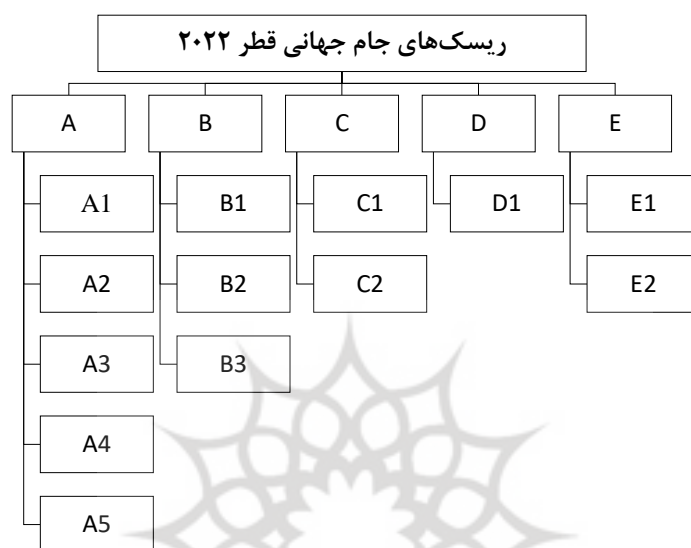 ریسک‌های جام جهانی قطر ۲۰۲۲
A B C D E
A1 B1 C1 D1 E1
A2 B2 C2 E2
A3 B3
A4
A5